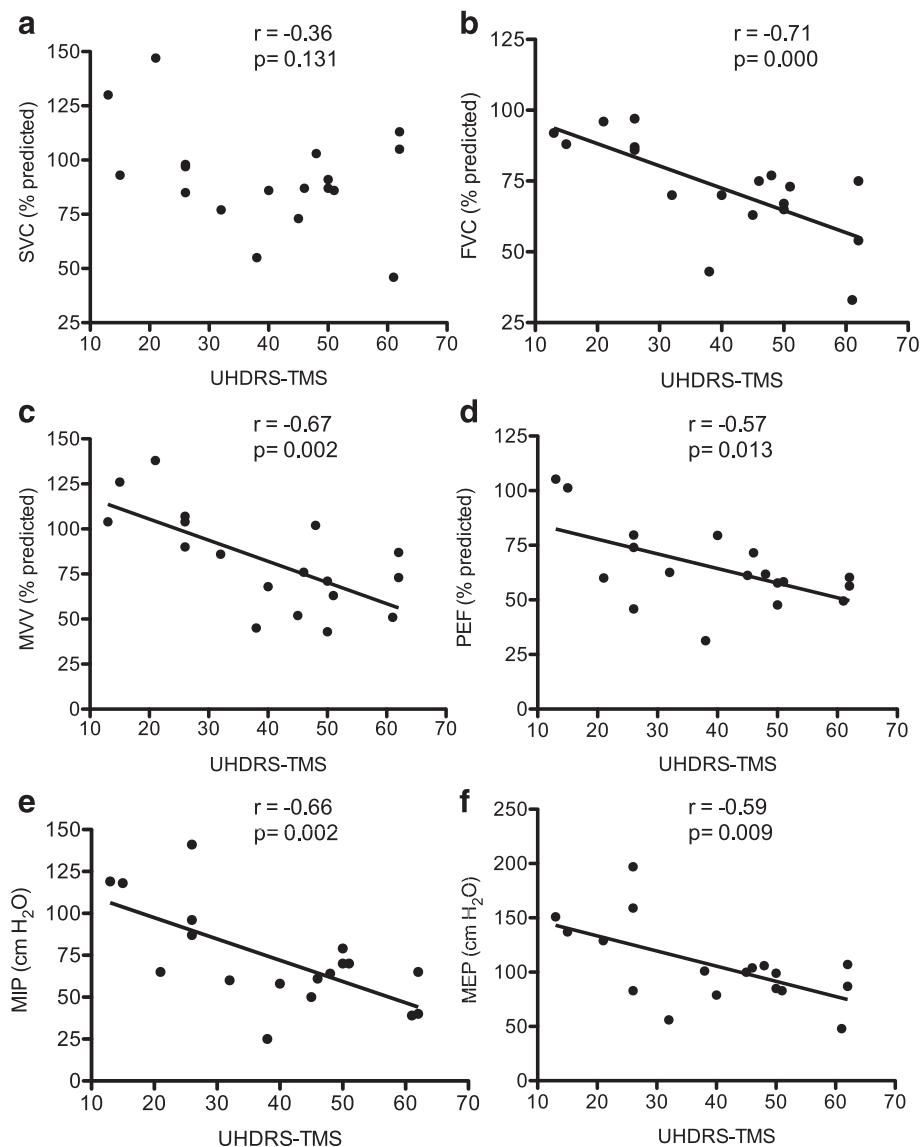 a
r = -0.36
p= 0.131
SVC (% predicted)
150
125
100
75
50
25
10 20 30 40 50 60 70
UHDRS-TMS
b
r = -0.71
p= 0.000
FVC (% predicted)
125
100
75
50
25
10 20 30 40 50 60 70
UHDRS-TMS
c
r = -0.67
p= 0.002
MVV (% predicted)
150
125
100
75
50
25
0
10 20 30 40 50 60 70
UHDRS-TMS
d
r = -0.57
p= 0.013
PEF (% predicted)
125
100
75
50
25
0
10 20 30 40 50 60 70
UHDRS-TMS
e
r = -0.66
p= 0.002
MIP (cm H₂O)
150
125
100
75
50
25
0
10 20 30 40 50 60 70
UHDRS-TMS
f
r = -0.59
p= 0.009
MEP (cm H₂O)
250
200
150
100
50
0
10 20 30 40 50 60 70
UHDRS-TMS